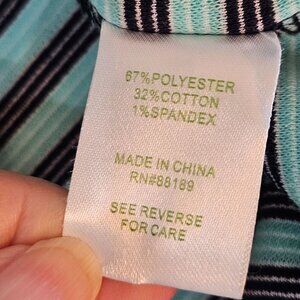 67%POLYESTER
32%COTTON
1%SPANDEX
MADE IN CHINA
RN#88189
SEE REVERSE
FOR CARE